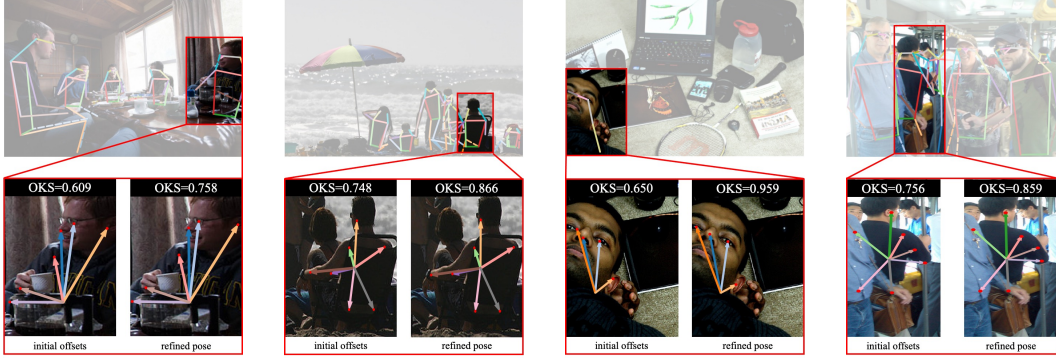 INDIA
OKS=0.609 OKS=0.758
OKS=0.748 OKS=0.866
OKS=0.650 OKS=0.959
OKS=0.756 OKS=0.859
initial offsets refined pose
initial offsets refined pose
initial offsets refined pose
initial offsets refined pose